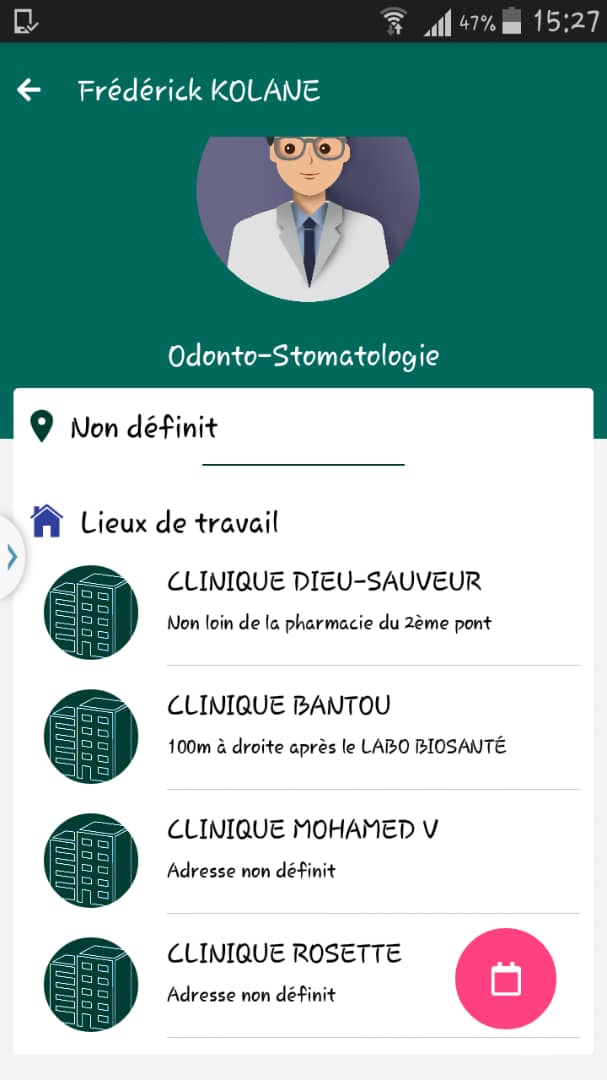 47% 15:27
Frédérick KOLANE
Odonto-Stomatologie
Non définit
Lieux de travail
CLINIQUE DIEU-SAUVEUR
Non loin de la pharmacie du 2ème pont
CLINIQUE BANTOU
100m à droite après le LABO BIOSANTÉ
CLINIQUE MOHAMED V
Adresse non définit
CLINIQUE ROSETTE
Adresse non définit